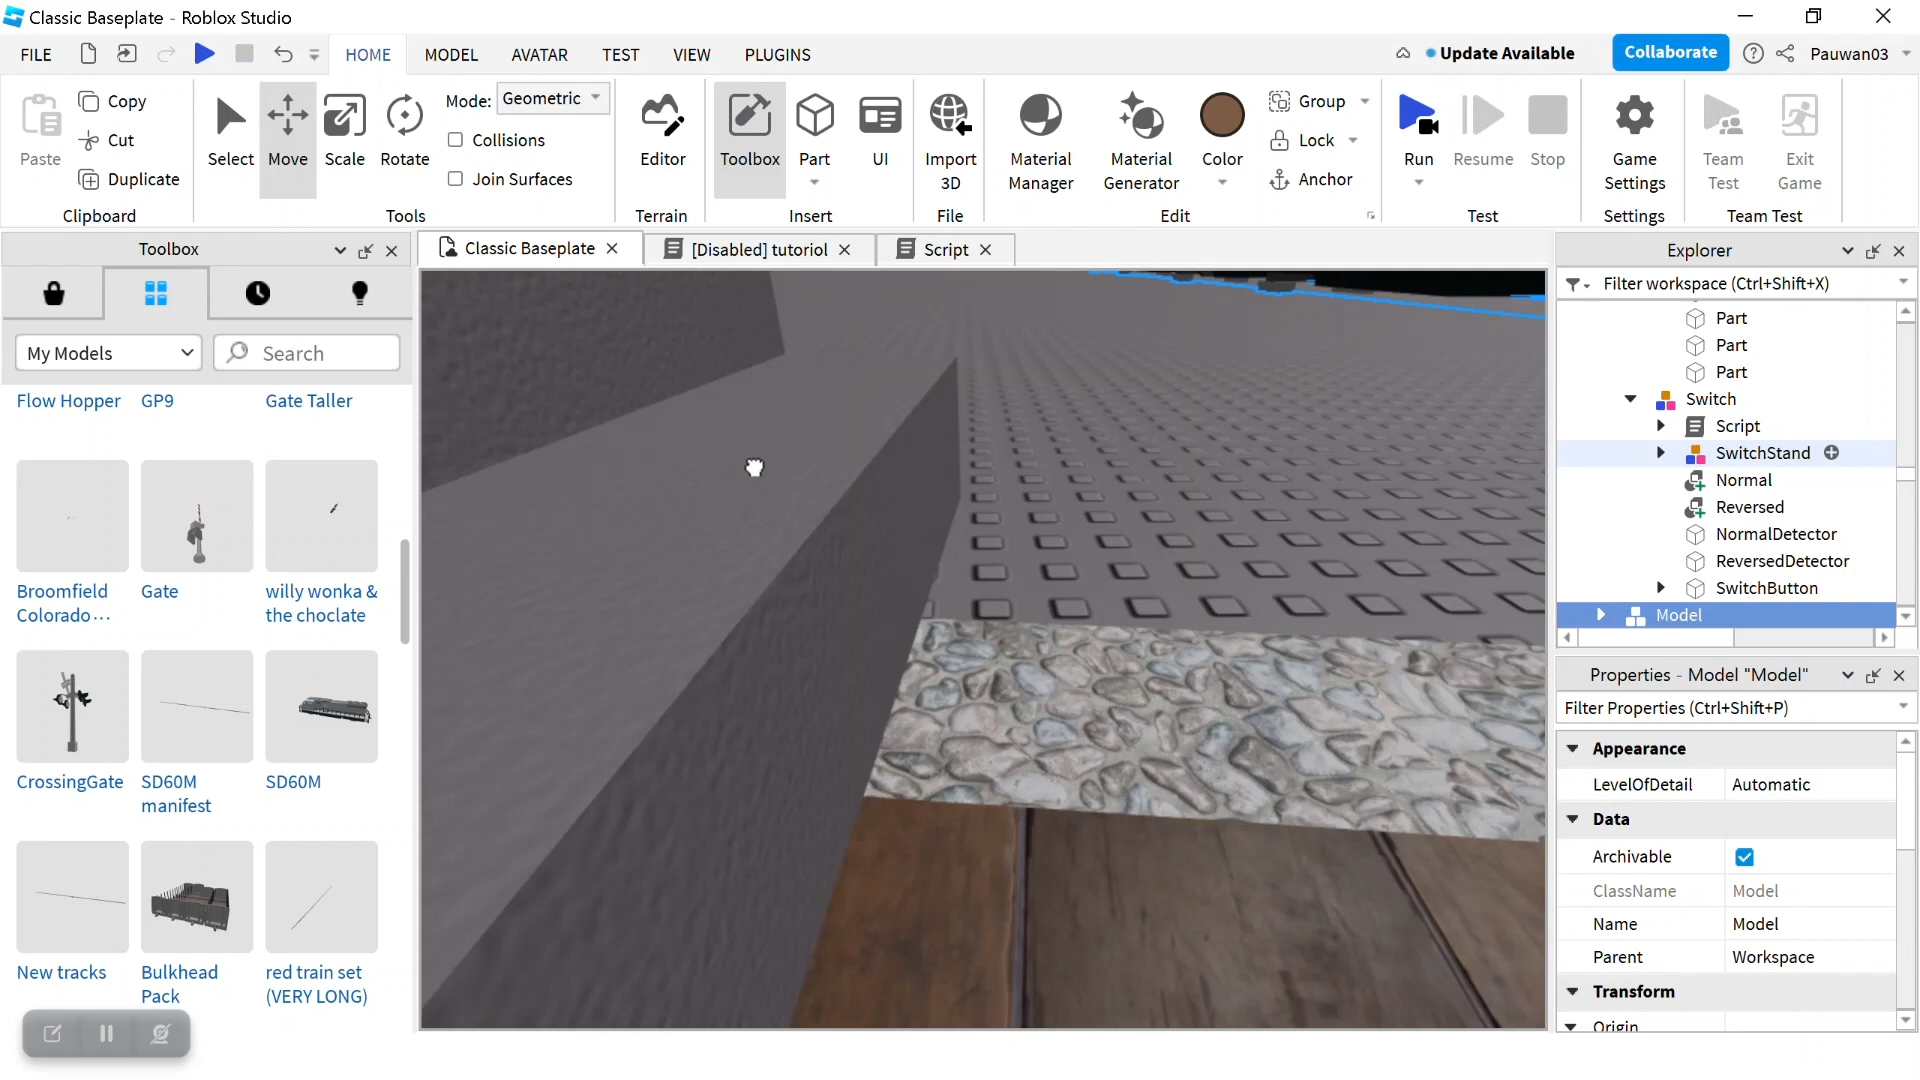 Classic Baseplate - Roblox Studio
FILE
HOME
MODEL
AVATAR
TEST
VIEW
PLUGINS
Update Available
Collaborate
Pauwan03
Paste
Copy
Cut
Duplicate
Clipboard
Select
Move
Scale
Rotate
Mode:
Geometric
Collisions
Join Surfaces
Tools
Editor
Terrain
Toolbox
Part
UI
Insert
Import
3D
File
Material
Manager
Material
Generator
Color
Group
Lock
Anchor
Edit
Run
Resume
Stop
Test
Game
Settings
Settings
Team
Test
Exit
Game
Team Test
Toolbox
My Models
Search
Flow Hopper
GP9
Gate Taller
Broomfield
Colorado...
Gate
willy wonka &
the choclate
CrossingGate
SD60M
manifest
SD60M
New tracks
Bulkhead
Pack
red train set
(VERY LONG)
Classic Baseplate
[Disabled] tutoriol
Script
Explorer
Filter workspace (Ctrl+Shift+X)
Part
Part
Part
Switch
Script
SwitchStand
Normal
Reversed
NormalDetector
ReversedDetector
SwitchButton
Model
Properties - Model "Model"
Filter Properties (Ctrl+Shift+P)
Appearance
LevelOfDetail Automatic
Data
Archivable
ClassName Model
Name Model
Parent Workspace
Transform
Origin